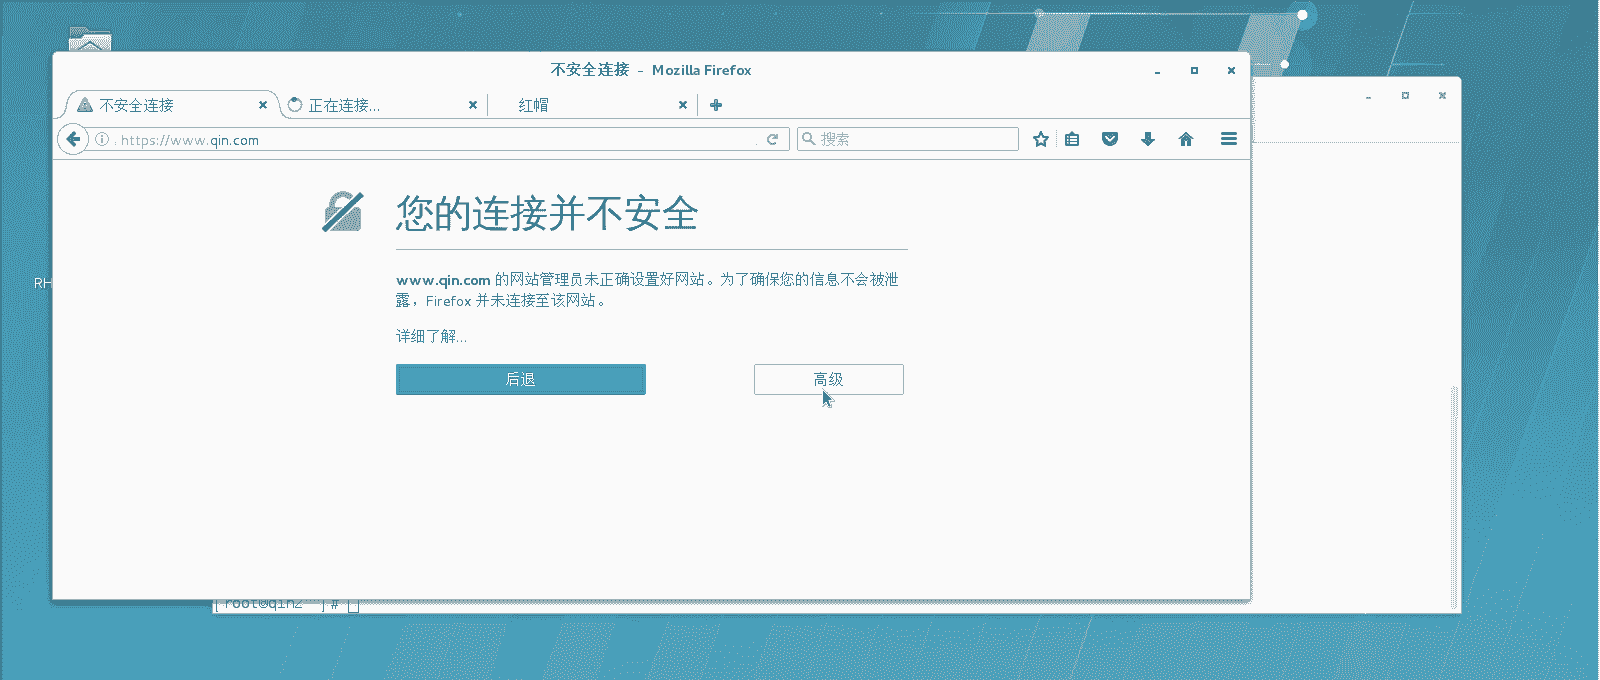 不安全连接 - Mozilla Firefox
不安全连接
正在连接...
红帽
https://www.qin.com
搜索
您的连接并不安全
www.qin.com 的网站管理员未正确设置好网站。为了确保您的信息不会被泄
露，Firefox 并未连接至该网站。
详细了解...
后退
高级
RH
[root@qin2 ~]#